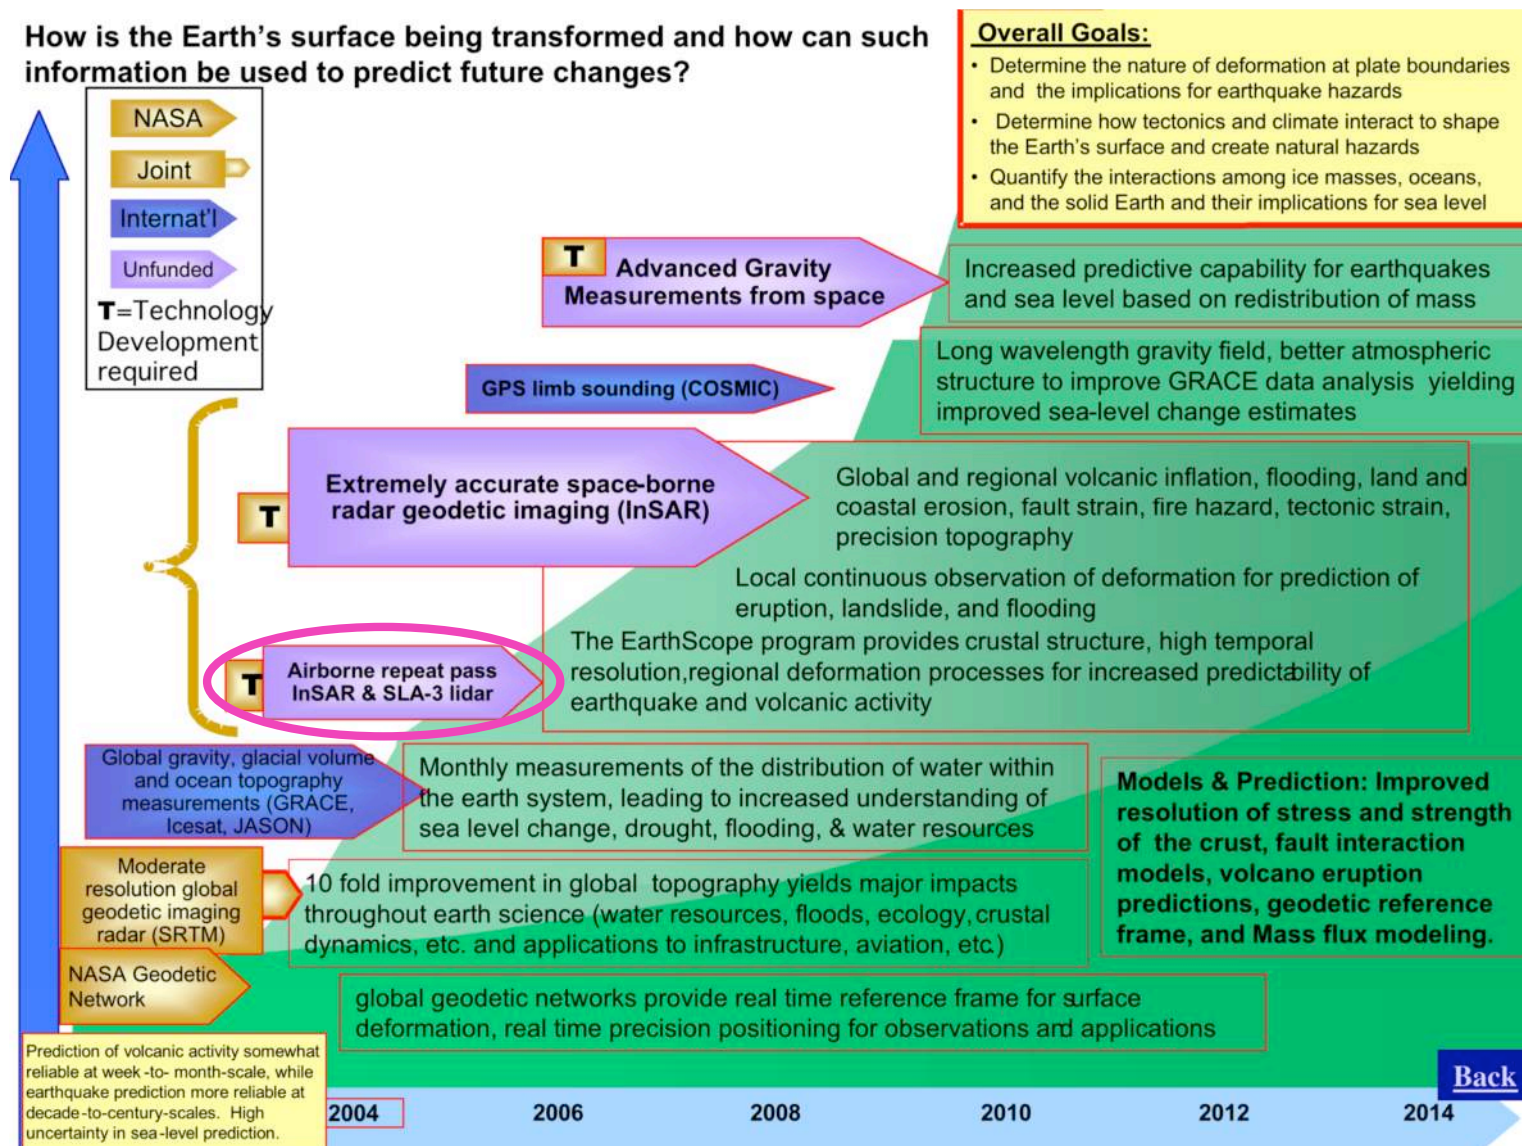 How is the Earth's surface being transformed and how can such
information be used to predict future changes?
Overall Goals:
• Determine the nature of deformation at plate boundaries
and the implications for earthquake hazards
• Determine how tectonics and climate interact to shape
the Earth's surface and create natural hazards
• Quantify the interactions among ice masses, oceans,
and the solid Earth and their implications for sea level
NASA
Joint
Internat'l
Unfunded
T=Technology
Development
required
T
Advanced Gravity
Measurements from space
Increased predictive capability for earthquakes
and sea level based on redistribution of mass
GPS limb sounding (COSMIC)
Long wavelength gravity field, better atmospheric
structure to improve GRACE data analysis yielding
improved sea-level change estimates
T
Extremely accurate space-borne
radar geodetic imaging (InSAR)
Global and regional volcanic inflation, flooding, land and
coastal erosion, fault strain, fire hazard, tectonic strain,
precision topography
Local continuous observation of deformation for prediction of
eruption, landslide, and flooding
The EarthScope program provides crustal structure, high temporal
resolution,regional deformation processes for increased predictability of
earthquake and volcanic activity
T
Airborne repeat pass
InSAR & SLA-3 lidar
Global gravity, glacial volume
and ocean topography
measurements (GRACE,
Icesat, JASON)
Monthly measurements of the distribution of water within
the earth system, leading to increased understanding of
sea level change, drought, flooding, & water resources
Models & Prediction: Improved
resolution of stress and strength
of the crust, fault interaction
models, volcano eruption
predictions, geodetic reference
frame, and Mass flux modeling.
Moderate
resolution global
geodetic imaging
radar (SRTM)
10 fold improvement in global topography yields major impacts
throughout earth science (water resources, floods, ecology, crustal
dynamics, etc. and applications to infrastructure, aviation, etc.)
NASA Geodetic
Network
global geodetic networks provide real time reference frame for surface
deformation, real time precision positioning for observations and applications
Prediction of volcanic activity somewhat
reliable at week-to- month-scale, while
earthquake prediction more reliable at
decade-to-century-scales. High
uncertainty in sea-level prediction.
Back
2004 2006 2008 2010 2012 2014